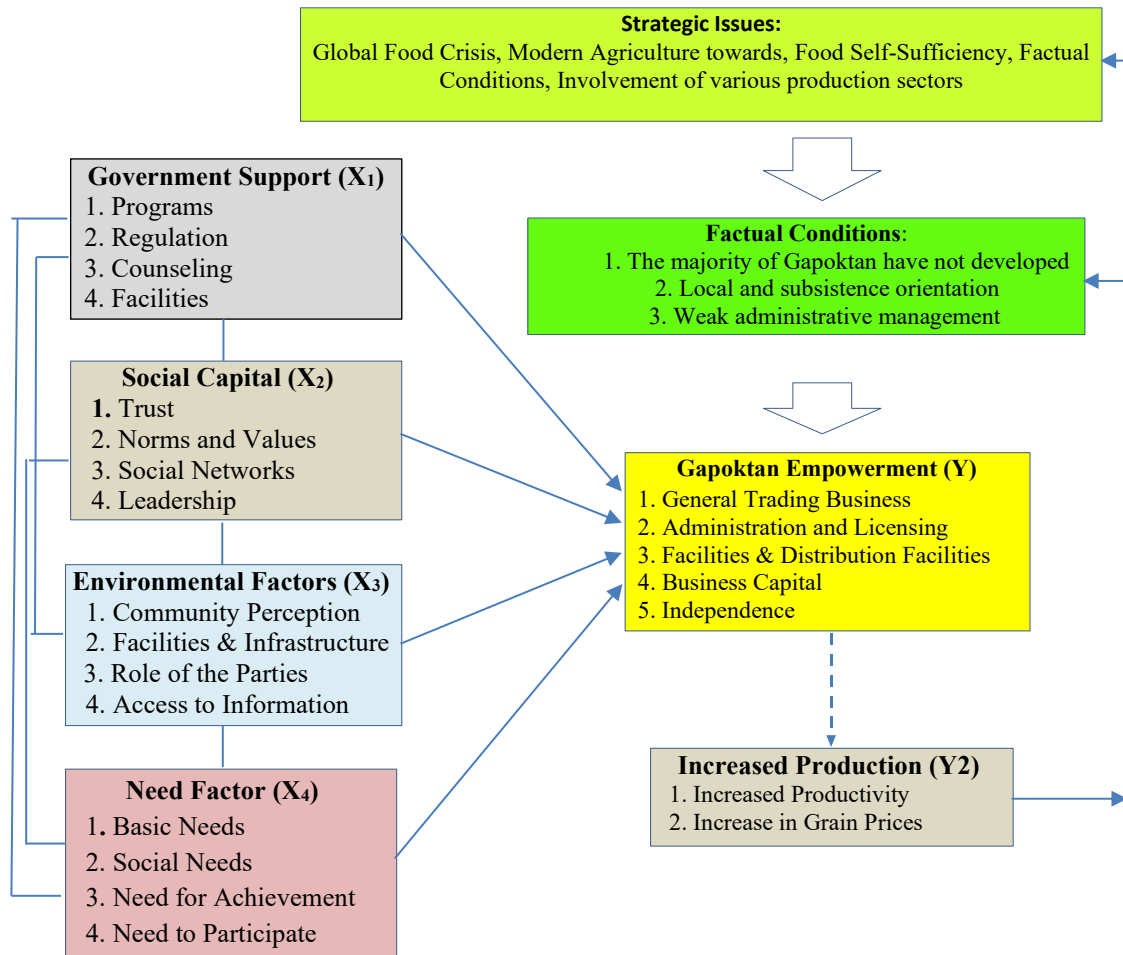 Strategic Issues:
Global Food Crisis, Modern Agriculture towards, Food Self-Sufficiency, Factual
Conditions, Involvement of various production sectors
Government Support (X₁)
1. Programs
2. Regulation
3. Counseling
4. Facilities
Factual Conditions:
1. The majority of Gapoktan have not developed
2. Local and subsistence orientation
3. Weak administrative management
Social Capital (X₂)
1. Trust
2. Norms and Values
3. Social Networks
4. Leadership
Gapoktan Empowerment (Y)
1. General Trading Business
2. Administration and Licensing
3. Facilities & Distribution Facilities
4. Business Capital
5. Independence
Environmental Factors (X₃)
1. Community Perception
2. Facilities & Infrastructure
3. Role of the Parties
4. Access to Information
Increased Production (Y2)
1. Increased Productivity
2. Increase in Grain Prices
Need Factor (X₄)
1. Basic Needs
2. Social Needs
3. Need for Achievement
4. Need to Participate